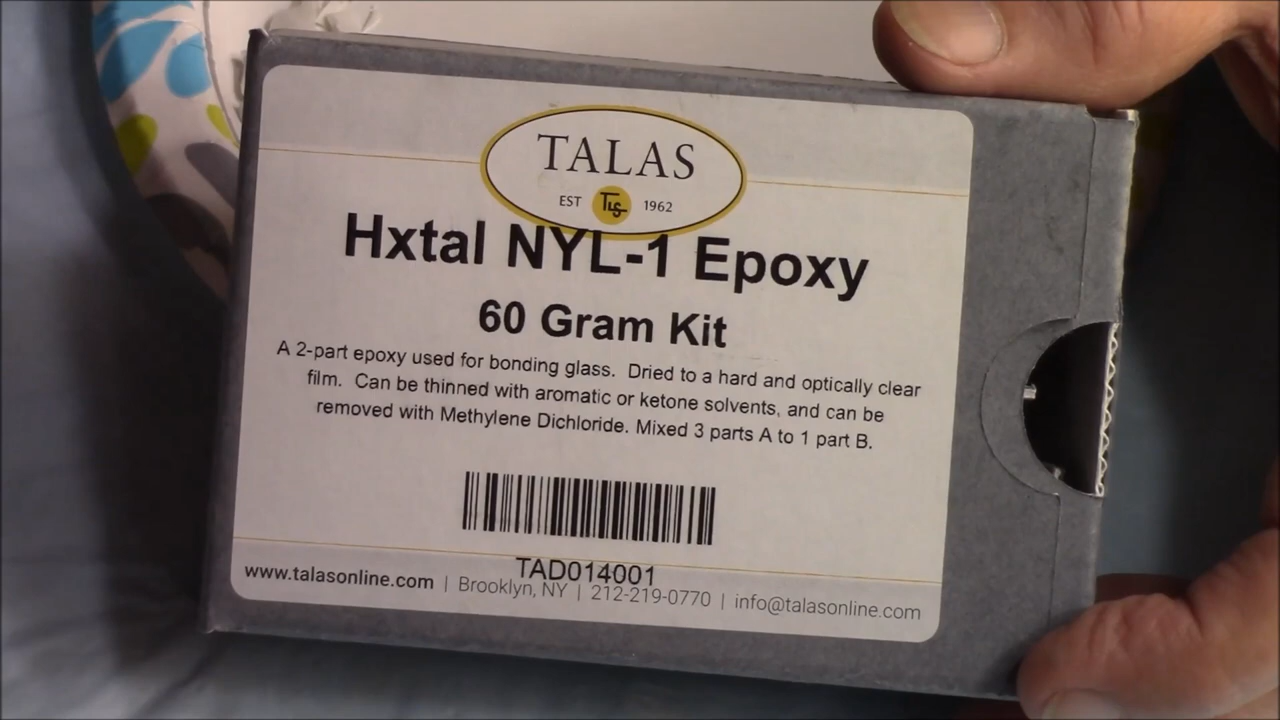 TALAS
EST TLS 1962
Hxtal NYL-1 Epoxy
60 Gram Kit
A 2-part epoxy used for bonding glass. Dried to a hard and optically clear
film. Can be thinned with aromatic or ketone solvents, and can be
removed with Methylene Dichloride. Mixed 3 parts A to 1 part B.
TAD014001
www.talasonline.com | Brooklyn, NY | 212-219-0770 | info@talasonline.com